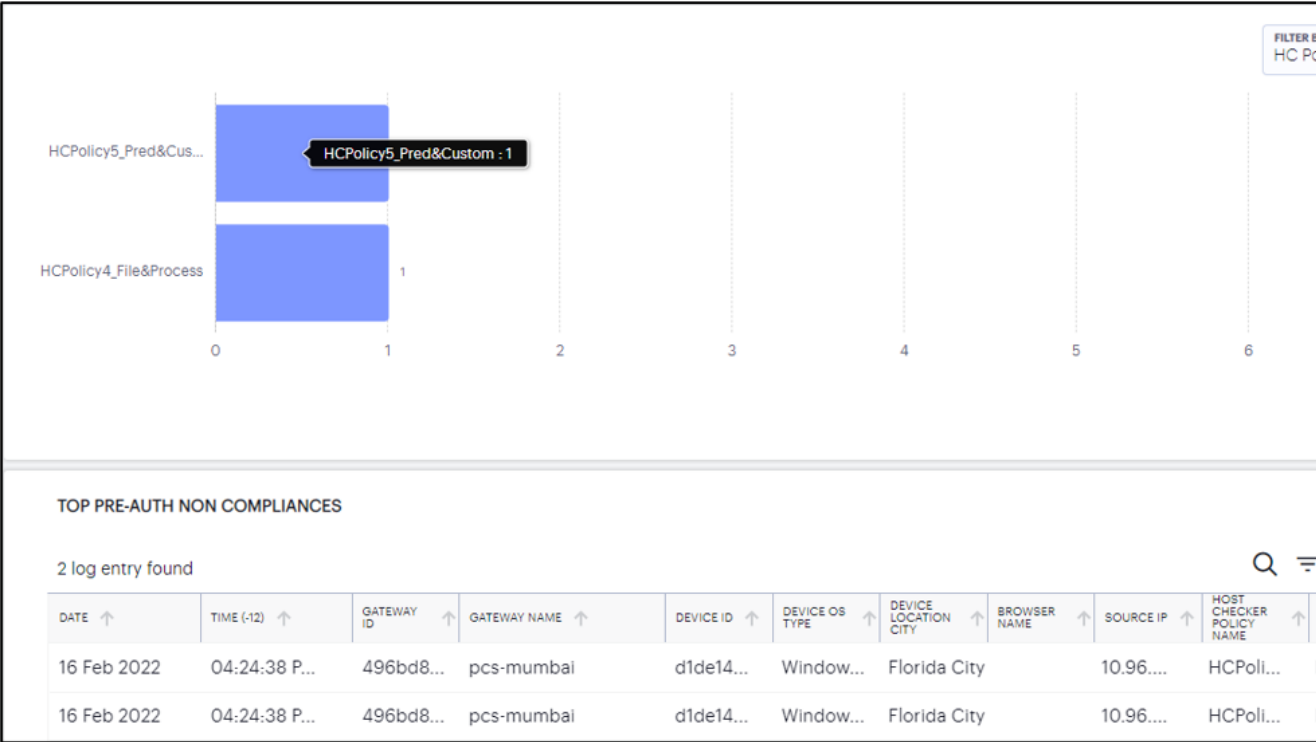 FILTER B
HC Po
HCPolicy5_Pred&Cus...
HCPolicy5_Pred&Custom : 1
HCPolicy4_File&Process
1
0 1 2 3 4 5 6
TOP PRE-AUTH NON COMPLIANCES
2 log entry found
DATE TIME (-12) GATEWAY ID GATEWAY NAME DEVICE ID DEVICE OS TYPE DEVICE LOCATION CITY BROWSER NAME SOURCE IP HOST CHECKER POLICY NAME
16 Feb 2022 04:24:38 P... 496bd8... pcs-mumbai d1de14... Window... Florida City 10.96.... HCPoli...
16 Feb 2022 04:24:38 P... 496bd8... pcs-mumbai d1de14... Window... Florida City 10.96.... HCPoli...